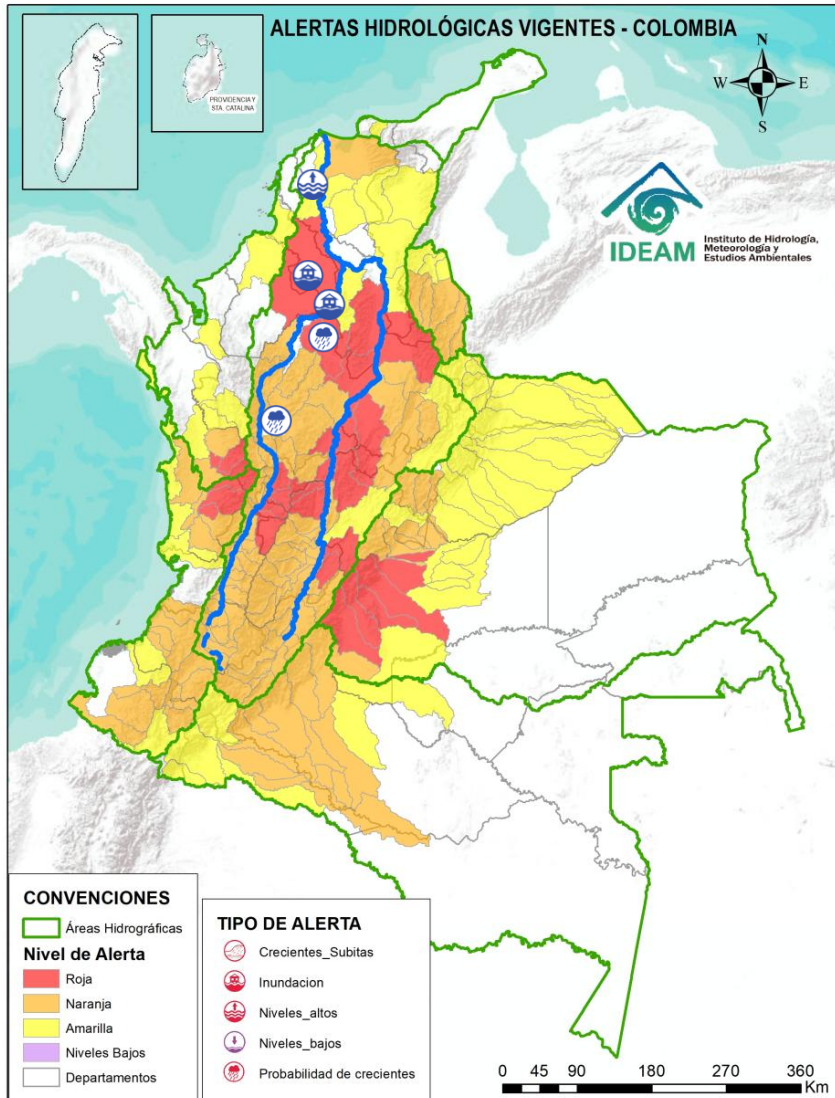 ALERTAS HIDROLÓGICAS VIGENTES - COLOMBIA
PROVIDENCIA Y
STA. CATALINA
N
W
E
S
IDEAM
Instituto de Hidrología,
Meteorología y
Estudios Ambientales
CONVENCIONES
Áreas Hidrográficas
Nivel de Alerta
Roja
Naranja
Amarilla
Niveles Bajos
Departamentos
TIPO DE ALERTA
Crecientes_Subitas
Inundacion
Niveles_altos
Niveles_bajos
Probabilidad de crecientes
0 45 90 180 270 360
Km